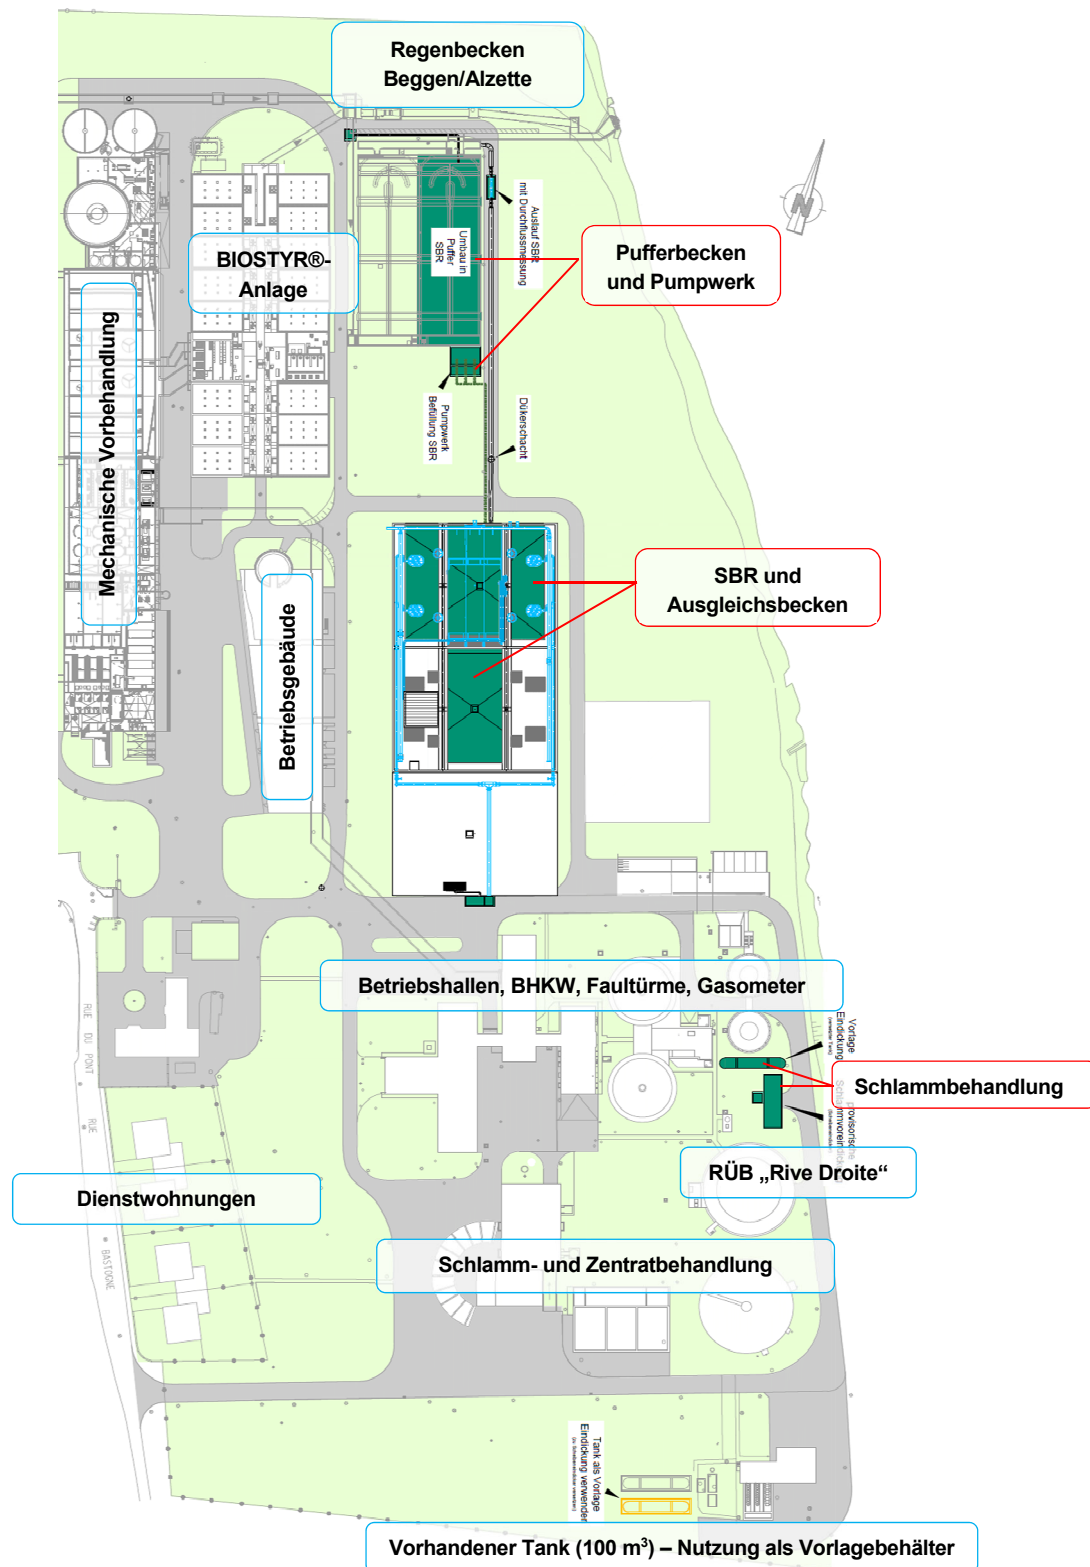 Regenbecken
Beggen/Alzette
Auslauf SBR
mit Durchflussmessung
Umbau in
Puffer
SBR
BIOSTYR®-
Anlage
Pufferbecken
und Pumpwerk
Mechanische Vorbehandlung
Pumpwerk
Befüllung SBR
Dükerschacht
N
SBR und
Ausgleichsbecken
Betriebsgebäude
Betriebshallen, BHKW, Faultürme, Gasometer
Vorlage
Eindickung
Schlammbehandlung
provisorische
RUE DU PONT
RUE
BASTOGNE
RÜB „Rive Droite“
Dienstwohnungen
Schlamm- und Zentratbehandlung
Tank als Vorlage
Eindickung verwenden
Vorhandener Tank (100 m³) – Nutzung als Vorlagebehälter